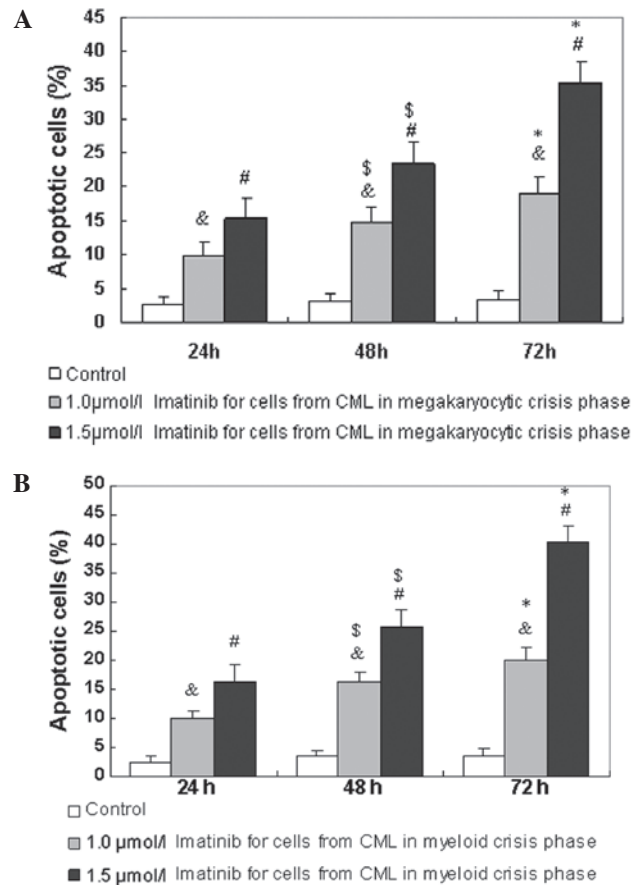 A
Apoptotic cells (%)
45
40
35
30
25
20
15
10
5
0
&
#
$
&
$
#
*
&
*
#
24h
48h
72h
Control
1.0μmol/l Imatinib for cells from CML in megakaryocytic crisis phase
1.5μmol/l Imatinib for cells from CML in megakaryocytic crisis phase
B
Apoptotic cells (%)
50
45
40
35
30
25
20
15
10
5
0
&
#
$
&
$
#
*
&
*
#
24 h
48 h
72 h
Control
1.0 μmol/l Imatinib for cells from CML in myeloid crisis phase
1.5 μmol/l Imatinib for cells from CML in myeloid crisis phase